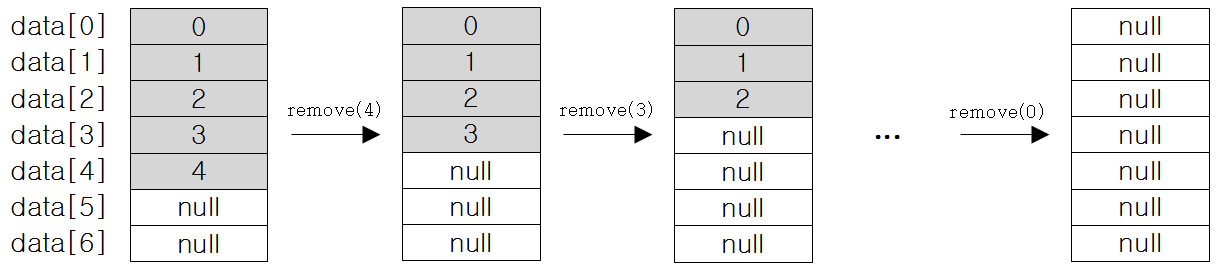 data[0] 0 0 0 null
data[1] 1 1 1 null
data[2] 2 remove(4) 2 remove(3) 2 remove(0) null
data[3] 3 3 null ... null
data[4] 4 null null null
data[5] null null null null
data[6] null null null null